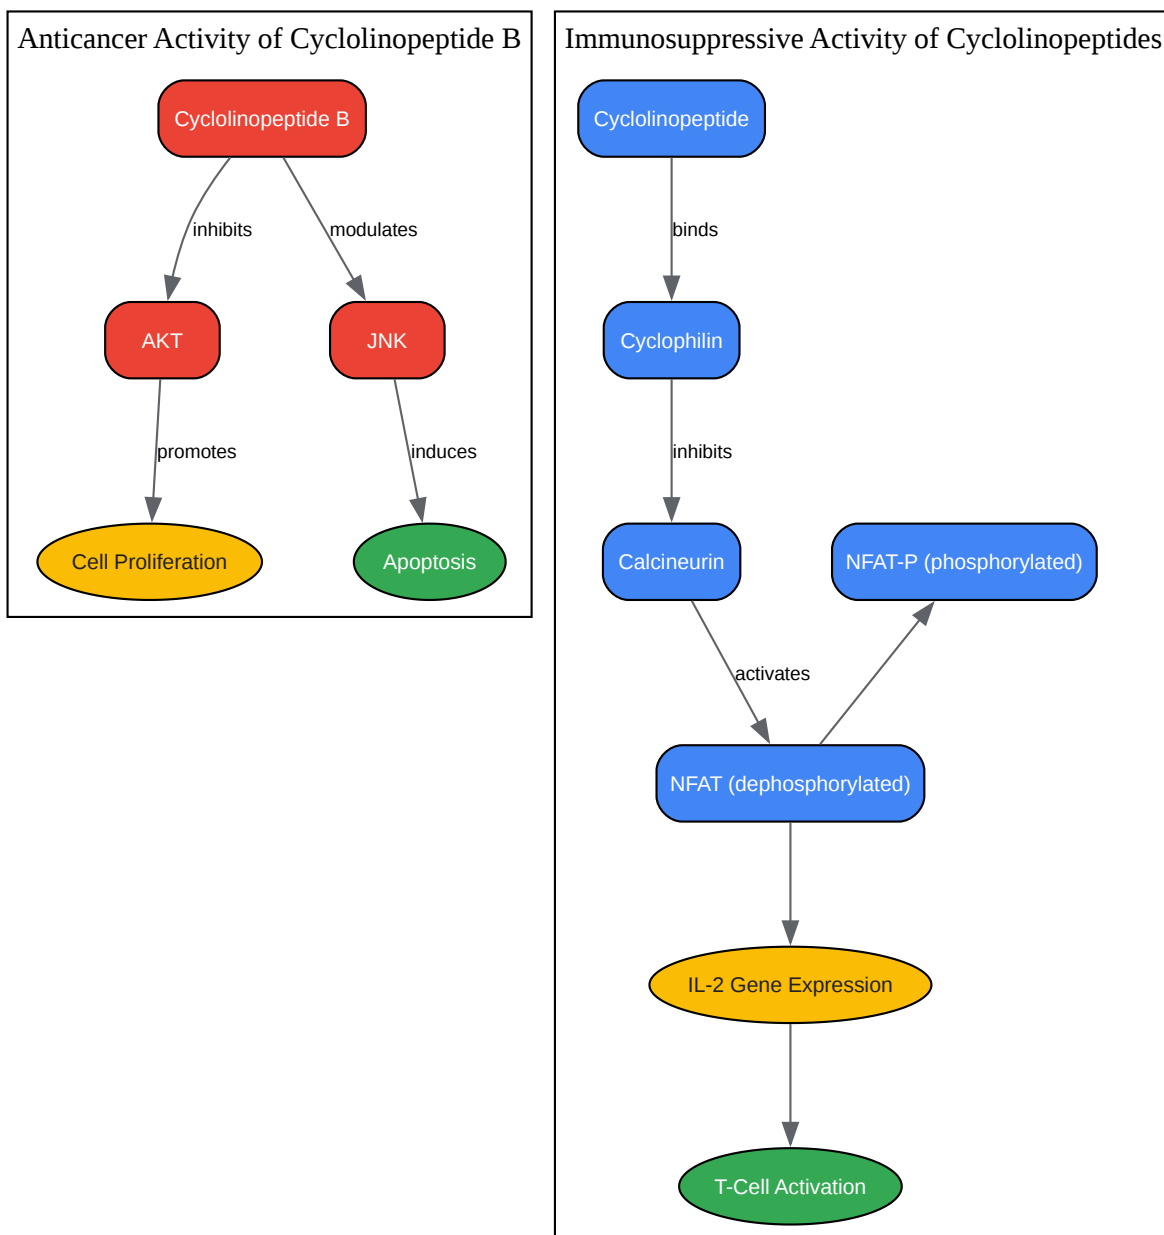 Anticancer Activity of Cyclolinopeptide B
Cyclolinopeptide B
inhibits
modulates
AKT
JNK
promotes
induces
Cell Proliferation
Apoptosis
Immunosuppressive Activity of Cyclolinopeptides
Cyclolinopeptide
binds
Cyclophilin
inhibits
Calcineurin
NFAT-P (phosphorylated)
activates
NFAT (dephosphorylated)
IL-2 Gene Expression
T-Cell Activation